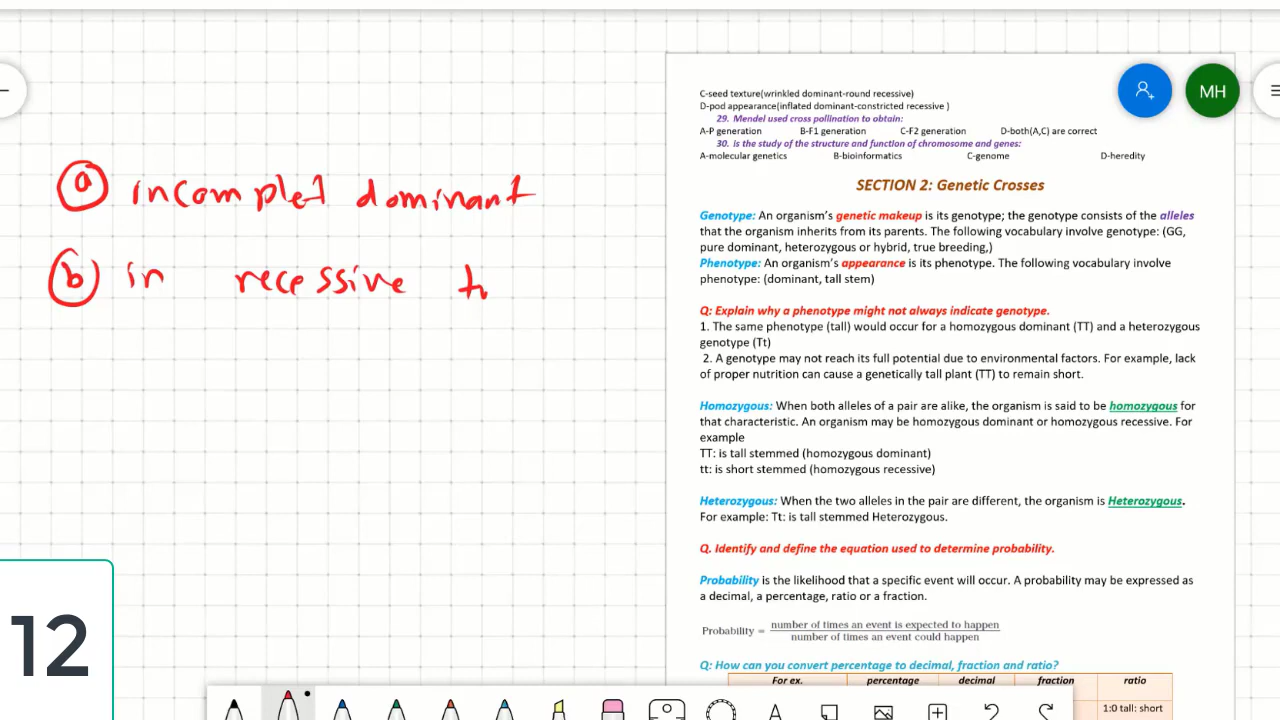 MH
a incompled dominant
b in recessive t
12
C-seed texture(wrinkled dominant-round recessive)
D-pod appearance(inflated dominant-constricted recessive )
29. Mendel used cross pollination to obtain:
A-P generation B-F1 generation C-F2 generation D-both(A,C) are correct
30. is the study of the structure and function of chromosome and genes:
A-molecular genetics B-bioinformatics C-genome D-heredity
SECTION 2: Genetic Crosses
Genotype: An organism's genetic makeup is its genotype; the genotype consists of the alleles
that the organism inherits from its parents. The following vocabulary involve genotype: (GG,
pure dominant, heterozygous or hybrid, true breeding,)
Phenotype: An organism's appearance is its phenotype. The following vocabulary involve
phenotype: (dominant, tall stem)
Q: Explain why a phenotype might not always indicate genotype.
1. The same phenotype (tall) would occur for a homozygous dominant (TT) and a heterozygous
genotype (Tt)
2. A genotype may not reach its full potential due to environmental factors. For example, lack
of proper nutrition can cause a genetically tall plant (TT) to remain short.
Homozygous: When both alleles of a pair are alike, the organism is said to be homozygous for
that characteristic. An organism may be homozygous dominant or homozygous recessive. For
example
TT: is tall stemmed (homozygous dominant)
tt: is short stemmed (homozygous recessive)
Heterozygous: When the two alleles in the pair are different, the organism is Heterozygous.
For example: Tt: is tall stemmed Heterozygous.
Q. Identify and define the equation used to determine probability.
Probability is the likelihood that a specific event will occur. A probability may be expressed as
a decimal, a percentage, ratio or a fraction.
Probability = number of times an event is expected to happen
number of times an event could happen
Q: How can you convert percentage to decimal, fraction and ratio?
For ex. percentage decimal fraction ratio
1:0 tall: short